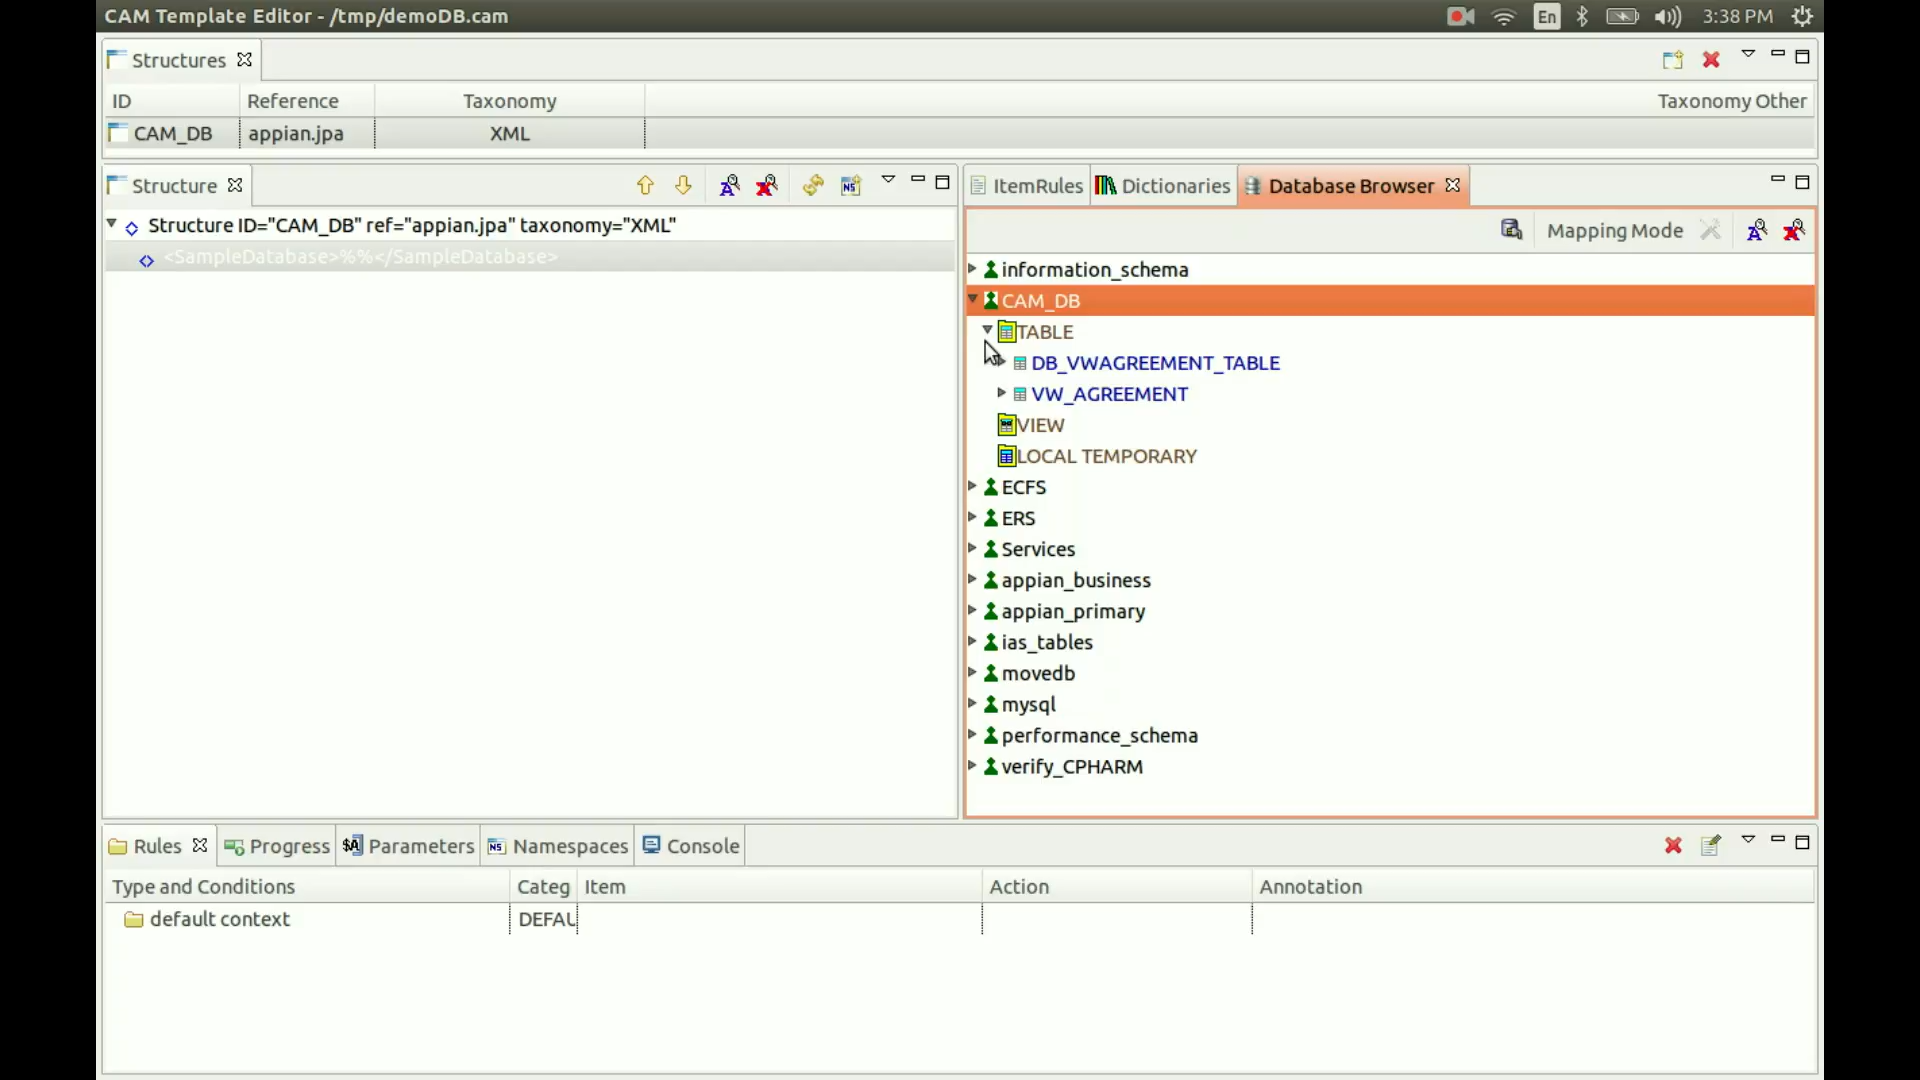 CAM Template Editor - /tmp/demoDB.cam
En
3:38 PM
Structures
ID Reference Taxonomy Taxonomy Other
CAM_DB appian.jpa XML
Structure
Structure ID="CAM_DB" ref="appian.jpa" taxonomy="XML"
<SampleDatabase>%%</SampleDatabase>
ItemRules Dictionaries Database Browser
Mapping Mode
information_schema
CAM_DB
TABLE
DB_VWAGREEMENT_TABLE
VW_AGREEMENT
VIEW
LOCAL TEMPORARY
ECFS
ERS
Services
appian_business
appian_primary
ias_tables
movedb
mysql
performance_schema
verify_CPHARM
Rules Progress Parameters Namespaces Console
Type and Conditions Categ Item Action Annotation
default context DEFAU